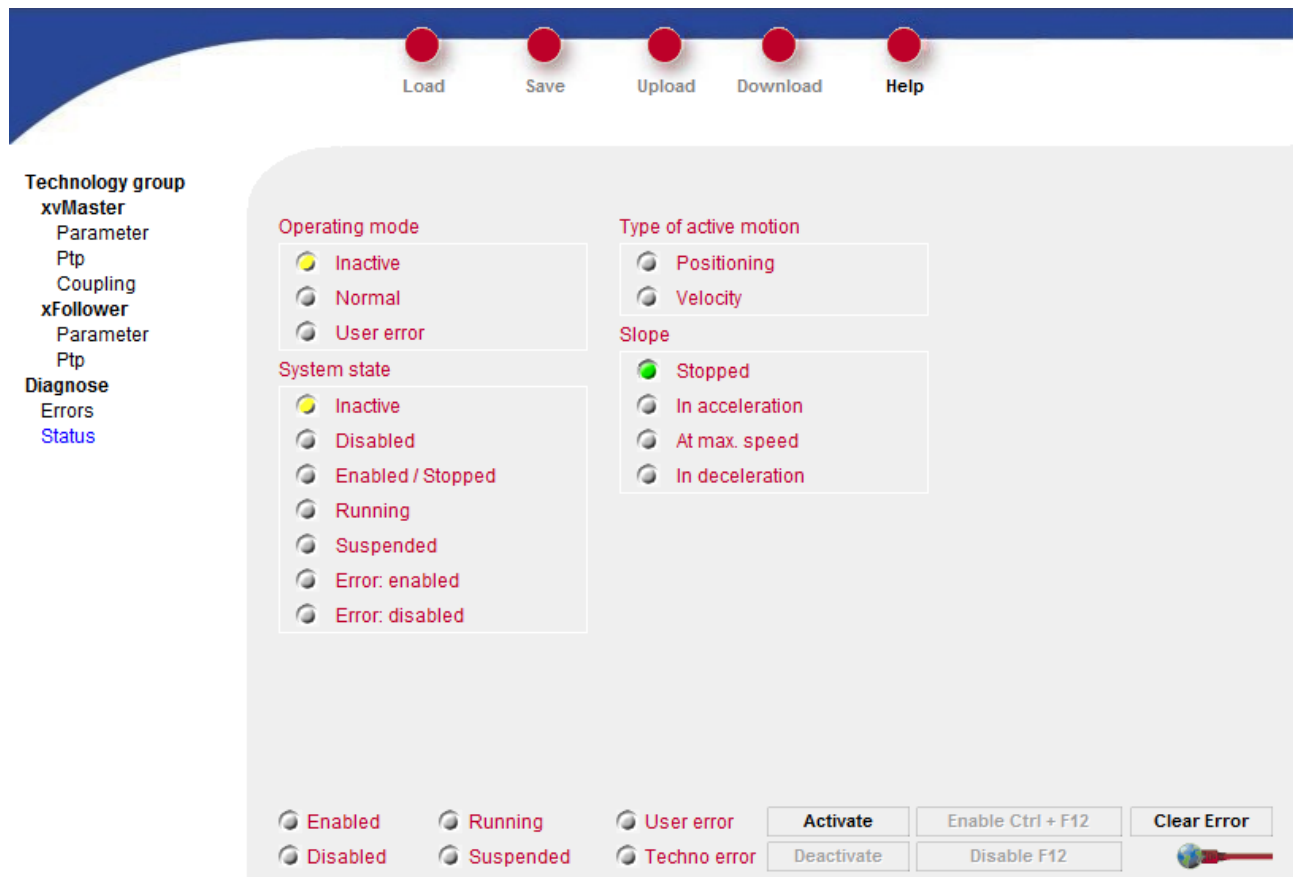 Load Save Upload Download Help
Technology group
xvMaster
Parameter
Ptp
Coupling
xFollower
Parameter
Ptp
Diagnose
Errors
Status
Operating mode
Inactive
Normal
User error
System state
Inactive
Disabled
Enabled / Stopped
Running
Suspended
Error: enabled
Error: disabled
Type of active motion
Positioning
Velocity
Slope
Stopped
In acceleration
At max. speed
In deceleration
Enabled Running User error Activate Enable Ctrl + F12 Clear Error
Disabled Suspended Techno error Deactivate Disable F12